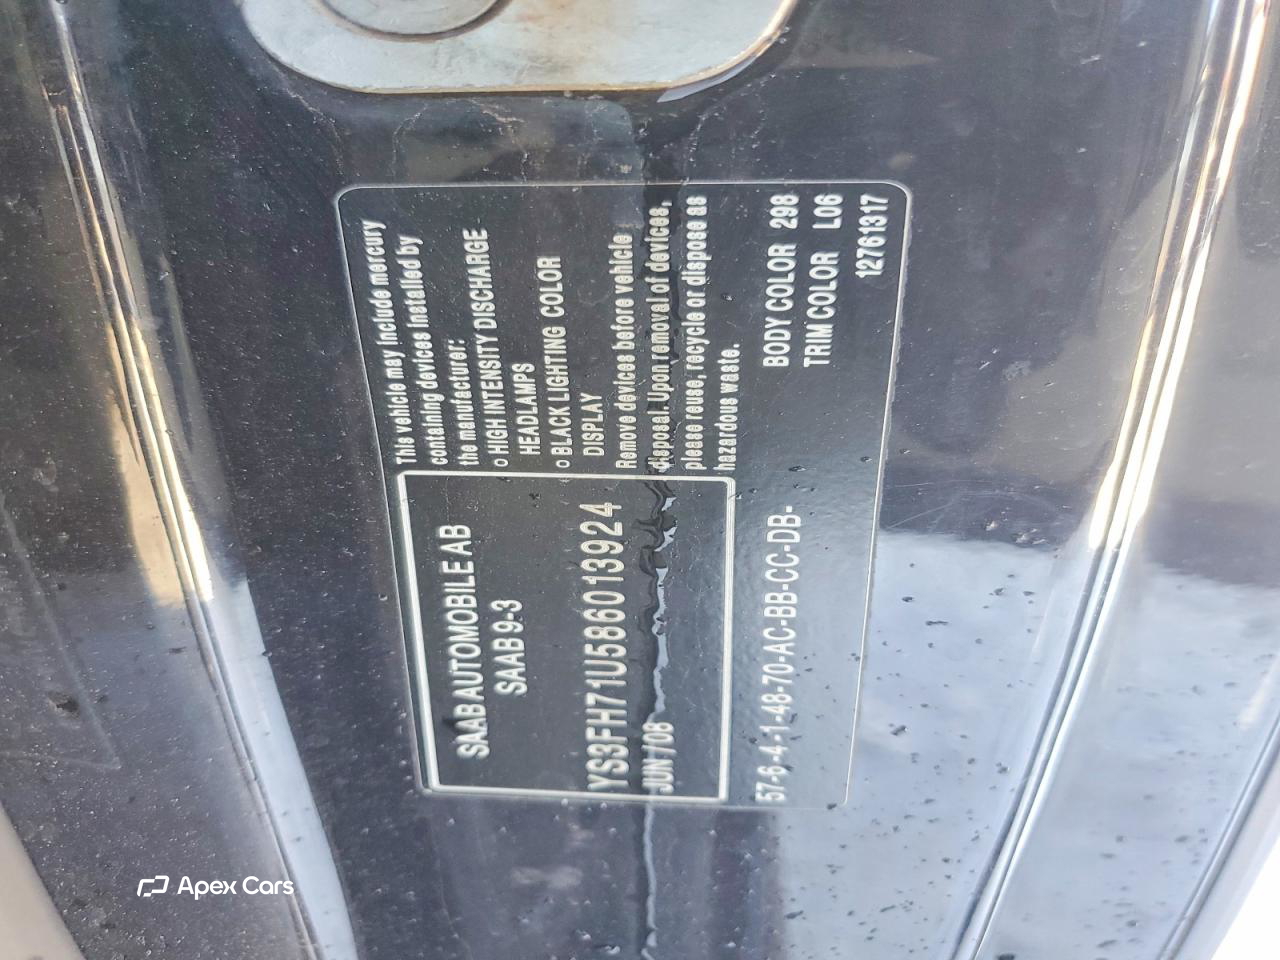 This vehicle may include mercury
containing devices installed by
the manufacturer:
o HIGH INTENSITY DISCHARGE
HEADLAMPS
o BLACK LIGHTING COLOR
DISPLAY
Remove devices before vehicle
disposal. Upon removal of devices,
please reuse, recycle or dispose as
hazardous waste.
SAAB AUTOMOBILE AB
SAAB 9-3
YS3FH71U586013924
JUN / 08
BODY COLOR 298
TRIM COLOR L06
12761317
57-6-4-1-48-70-AC-BB-CC-DB-
Apex Cars